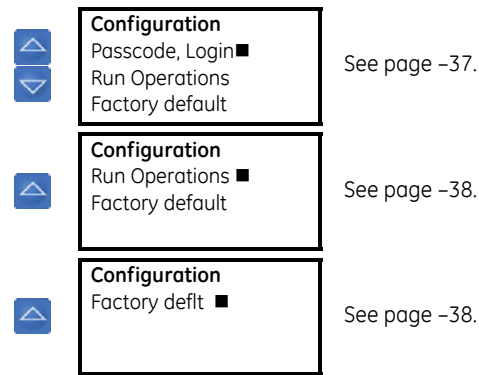 Configuration
Passcode, Login■
Run Operations
Factory default
See page –37.
Configuration
Run Operations ■
Factory default
See page –38.
Configuration
Factory deflt ■
See page –38.